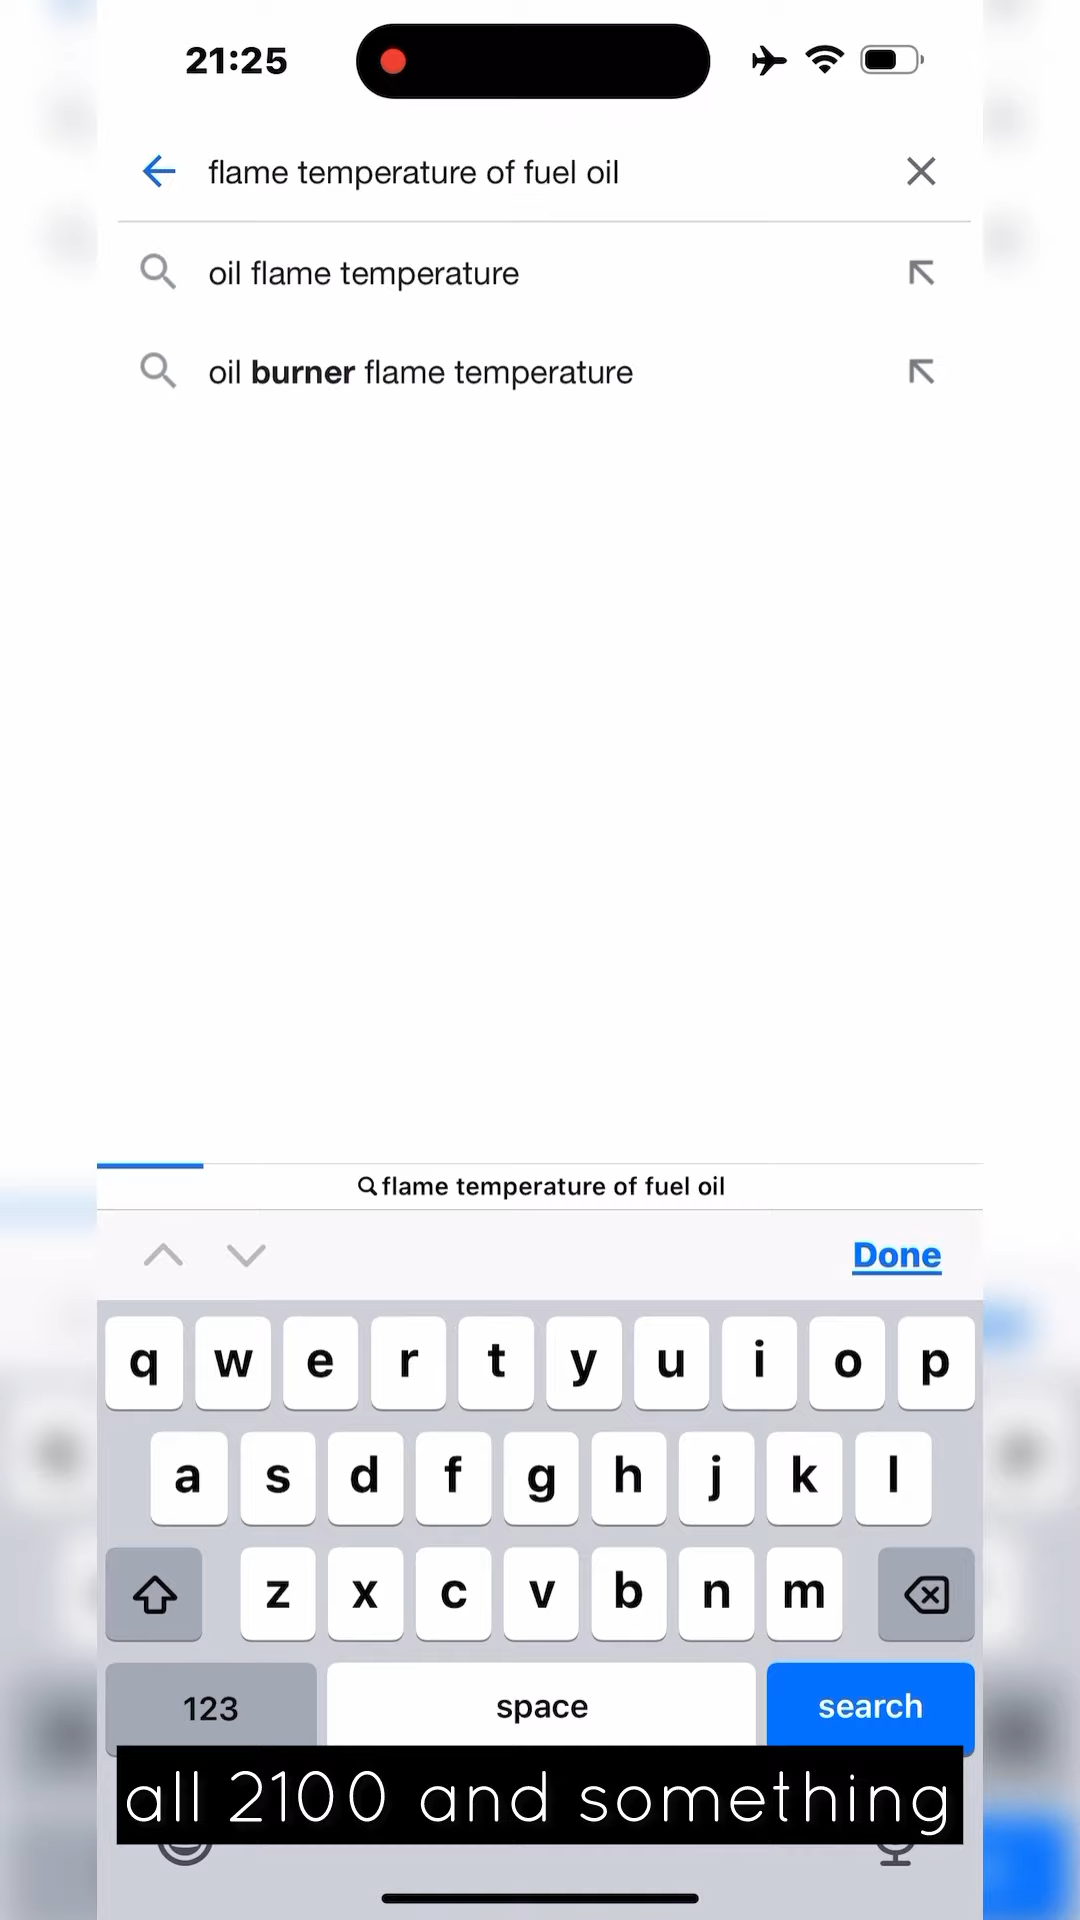 21:25
flame temperature of fuel oil
oil flame temperature
oil burner flame temperature
flame temperature of fuel oil
Done
q w e r t y u i o p
a s d f g h j k l
z x c v b n m
123 space search
all 2100 and something